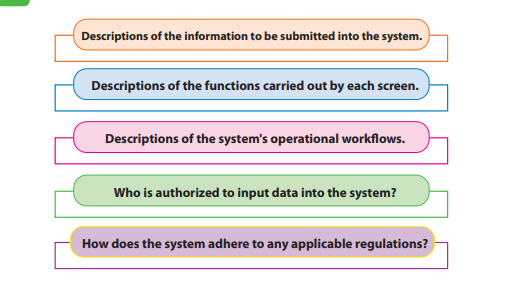 Descriptions of the information to be submitted into the system.
Descriptions of the functions carried out by each screen.
Descriptions of the system's operational workflows.
Who is authorized to input data into the system?
How does the system adhere to any applicable regulations?